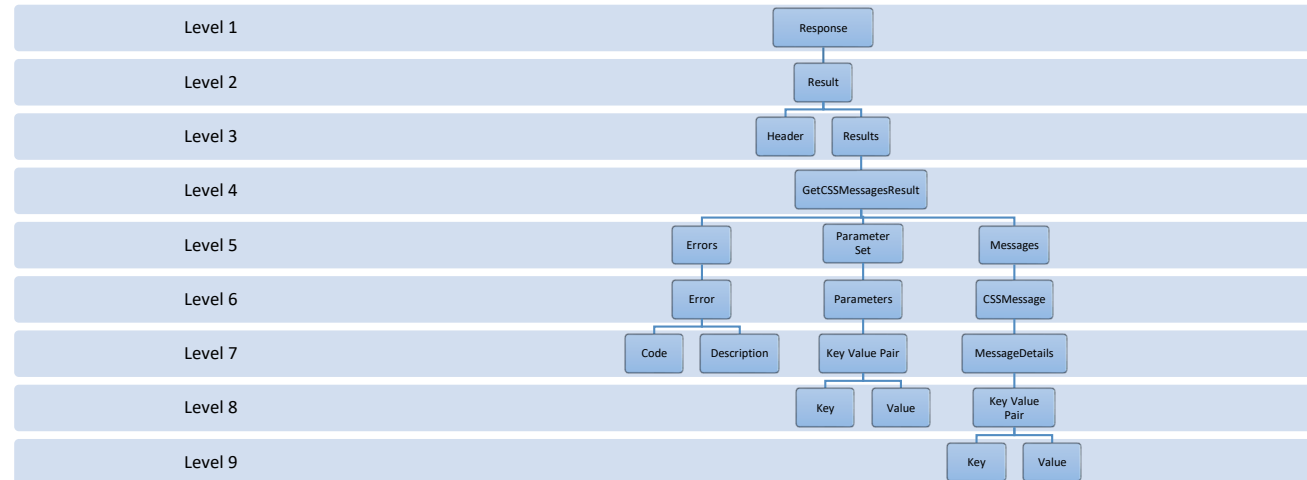 Level 1
Response
Level 2
Result
Level 3
Header
Results
Level 4
GetCSSMessagesResult
Level 5
Errors
Parameter
Set
Messages
Level 6
Error
Parameters
CSSMessage
Level 7
Code
Description
Key Value Pair
MessageDetails
Level 8
Key
Value
Key Value
Pair
Level 9
Key
Value